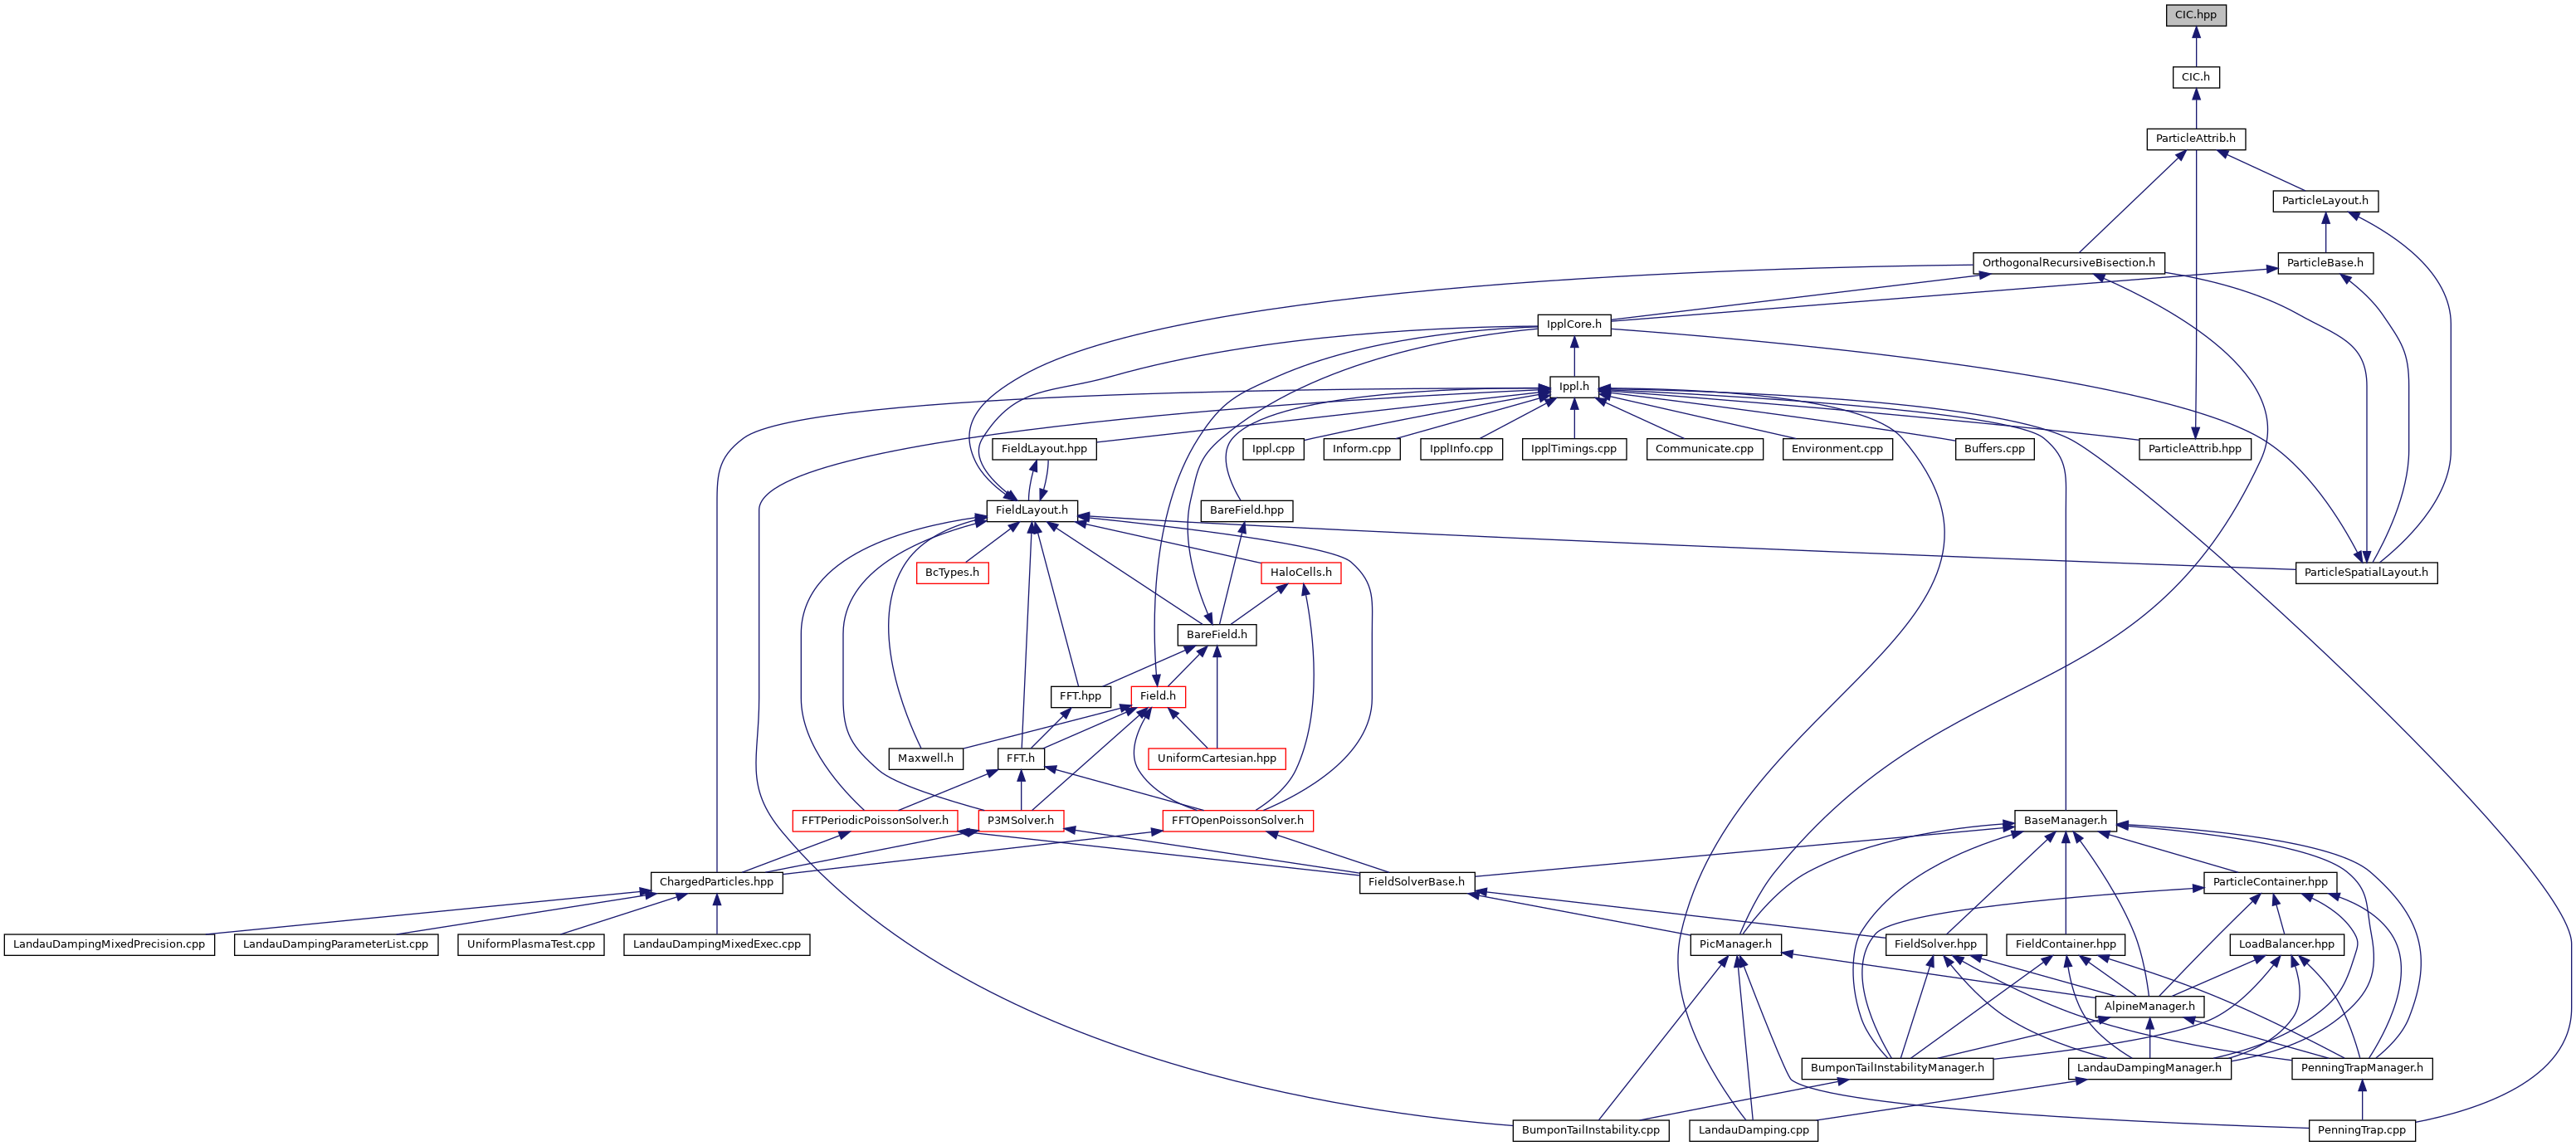 CIC.hpp
CIC.h
ParticleAttrib.h
ParticleLayout.h
OrthogonalRecursiveBisection.h
ParticleBase.h
IpplCore.h
Ippl.h
FieldLayout.hpp
Ippl.cpp
Inform.cpp
IpplInfo.cpp
IpplTimings.cpp
Communicate.cpp
Environment.cpp
Buffers.cpp
ParticleAttrib.hpp
FieldLayout.h
BareField.hpp
BcTypes.h
HaloCells.h
ParticleSpatialLayout.h
BareField.h
FFT.hpp
Field.h
Maxwell.h
FFT.h
UniformCartesian.hpp
FFTPeriodicPoissonSolver.h
P3MSolver.h
FFTOpenPoissonSolver.h
BaseManager.h
ChargedParticles.hpp
FieldSolverBase.h
ParticleContainer.hpp
LandauDampingMixedPrecision.cpp
LandauDampingParameterList.cpp
UniformPlasmaTest.cpp
LandauDampingMixedExec.cpp
PicManager.h
FieldSolver.hpp
FieldContainer.hpp
LoadBalancer.hpp
AlpineManager.h
BumponTailInstabilityManager.h
LandauDampingManager.h
PenningTrapManager.h
BumponTailInstability.cpp
LandauDamping.cpp
PenningTrap.cpp